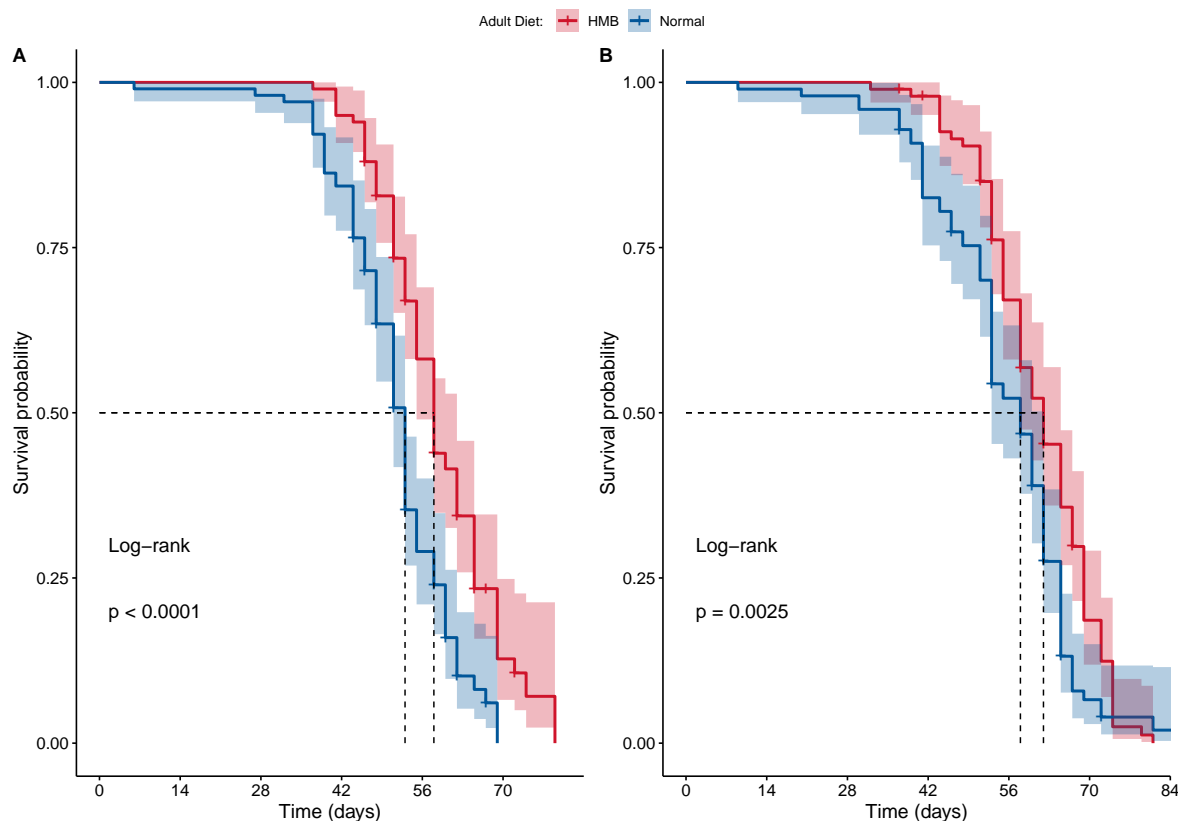 Adult Diet: HMB Normal
A
1.00
0.75
0.50
0.25
0.00
Survival probability
Log−rank
p < 0.0001
0 14 28 42 56 70
Time (days)
B
1.00
0.75
0.50
0.25
0.00
Survival probability
Log−rank
p = 0.0025
0 14 28 42 56 70 84
Time (days)